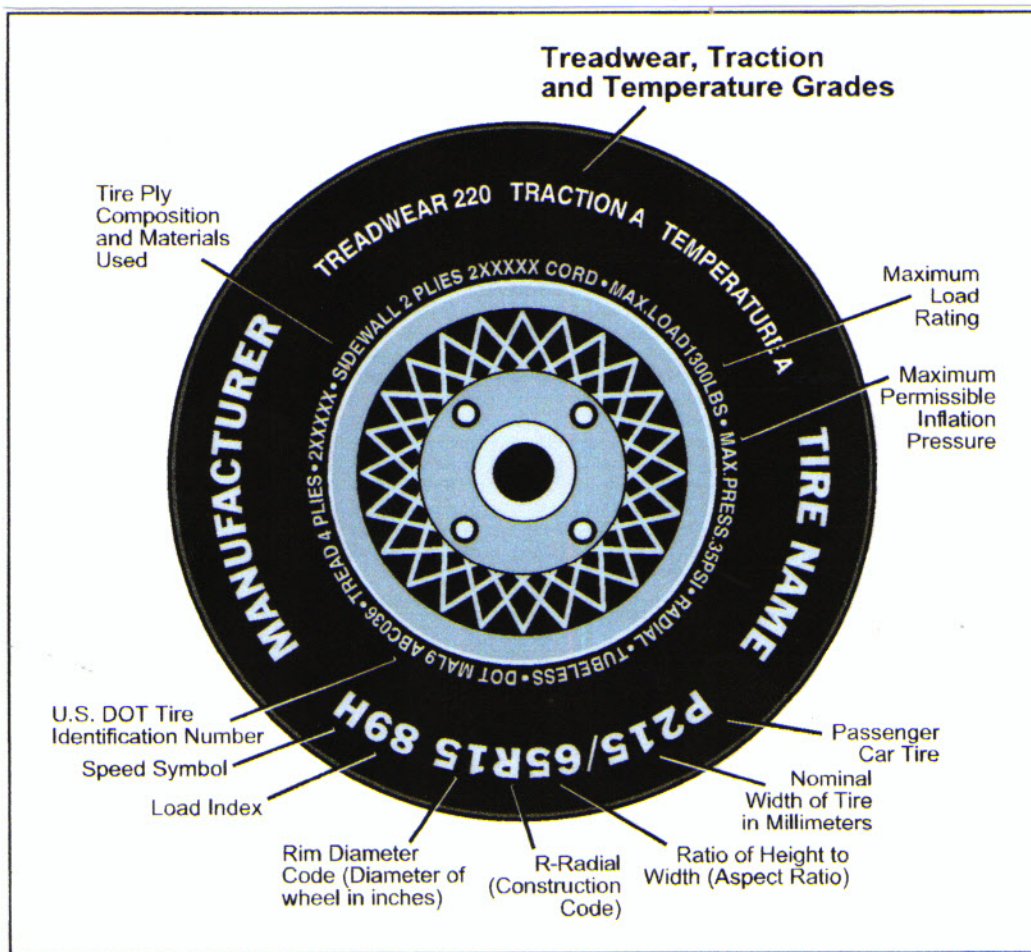 Treadwear, Traction
and Temperature Grades
Tire Ply
Composition
and Materials
Used
TREADWEAR 220 TRACTION A TEMPERATURE A
Maximum
Load
Rating
Maximum
Permissible
Inflation
Pressure
MANUFACTURER
TIRE NAME
TREAD 4 PLIES • 2XXXXX • SIDEWALL 2 PLIES 2XXXXX CORD • MAX.LOAD1300LBS • MAX.PRESS.35PSI • RADIAL • TUBELESS • DOT MAL9 ABC036 •
P215/65R15 89H
U.S. DOT Tire
Identification Number
Speed Symbol
Load Index
Rim Diameter
Code (Diameter of
wheel in inches)
R-Radial
(Construction
Code)
Ratio of Height to
Width (Aspect Ratio)
Nominal
Width of Tire
in Millimeters
Passenger
Car Tire